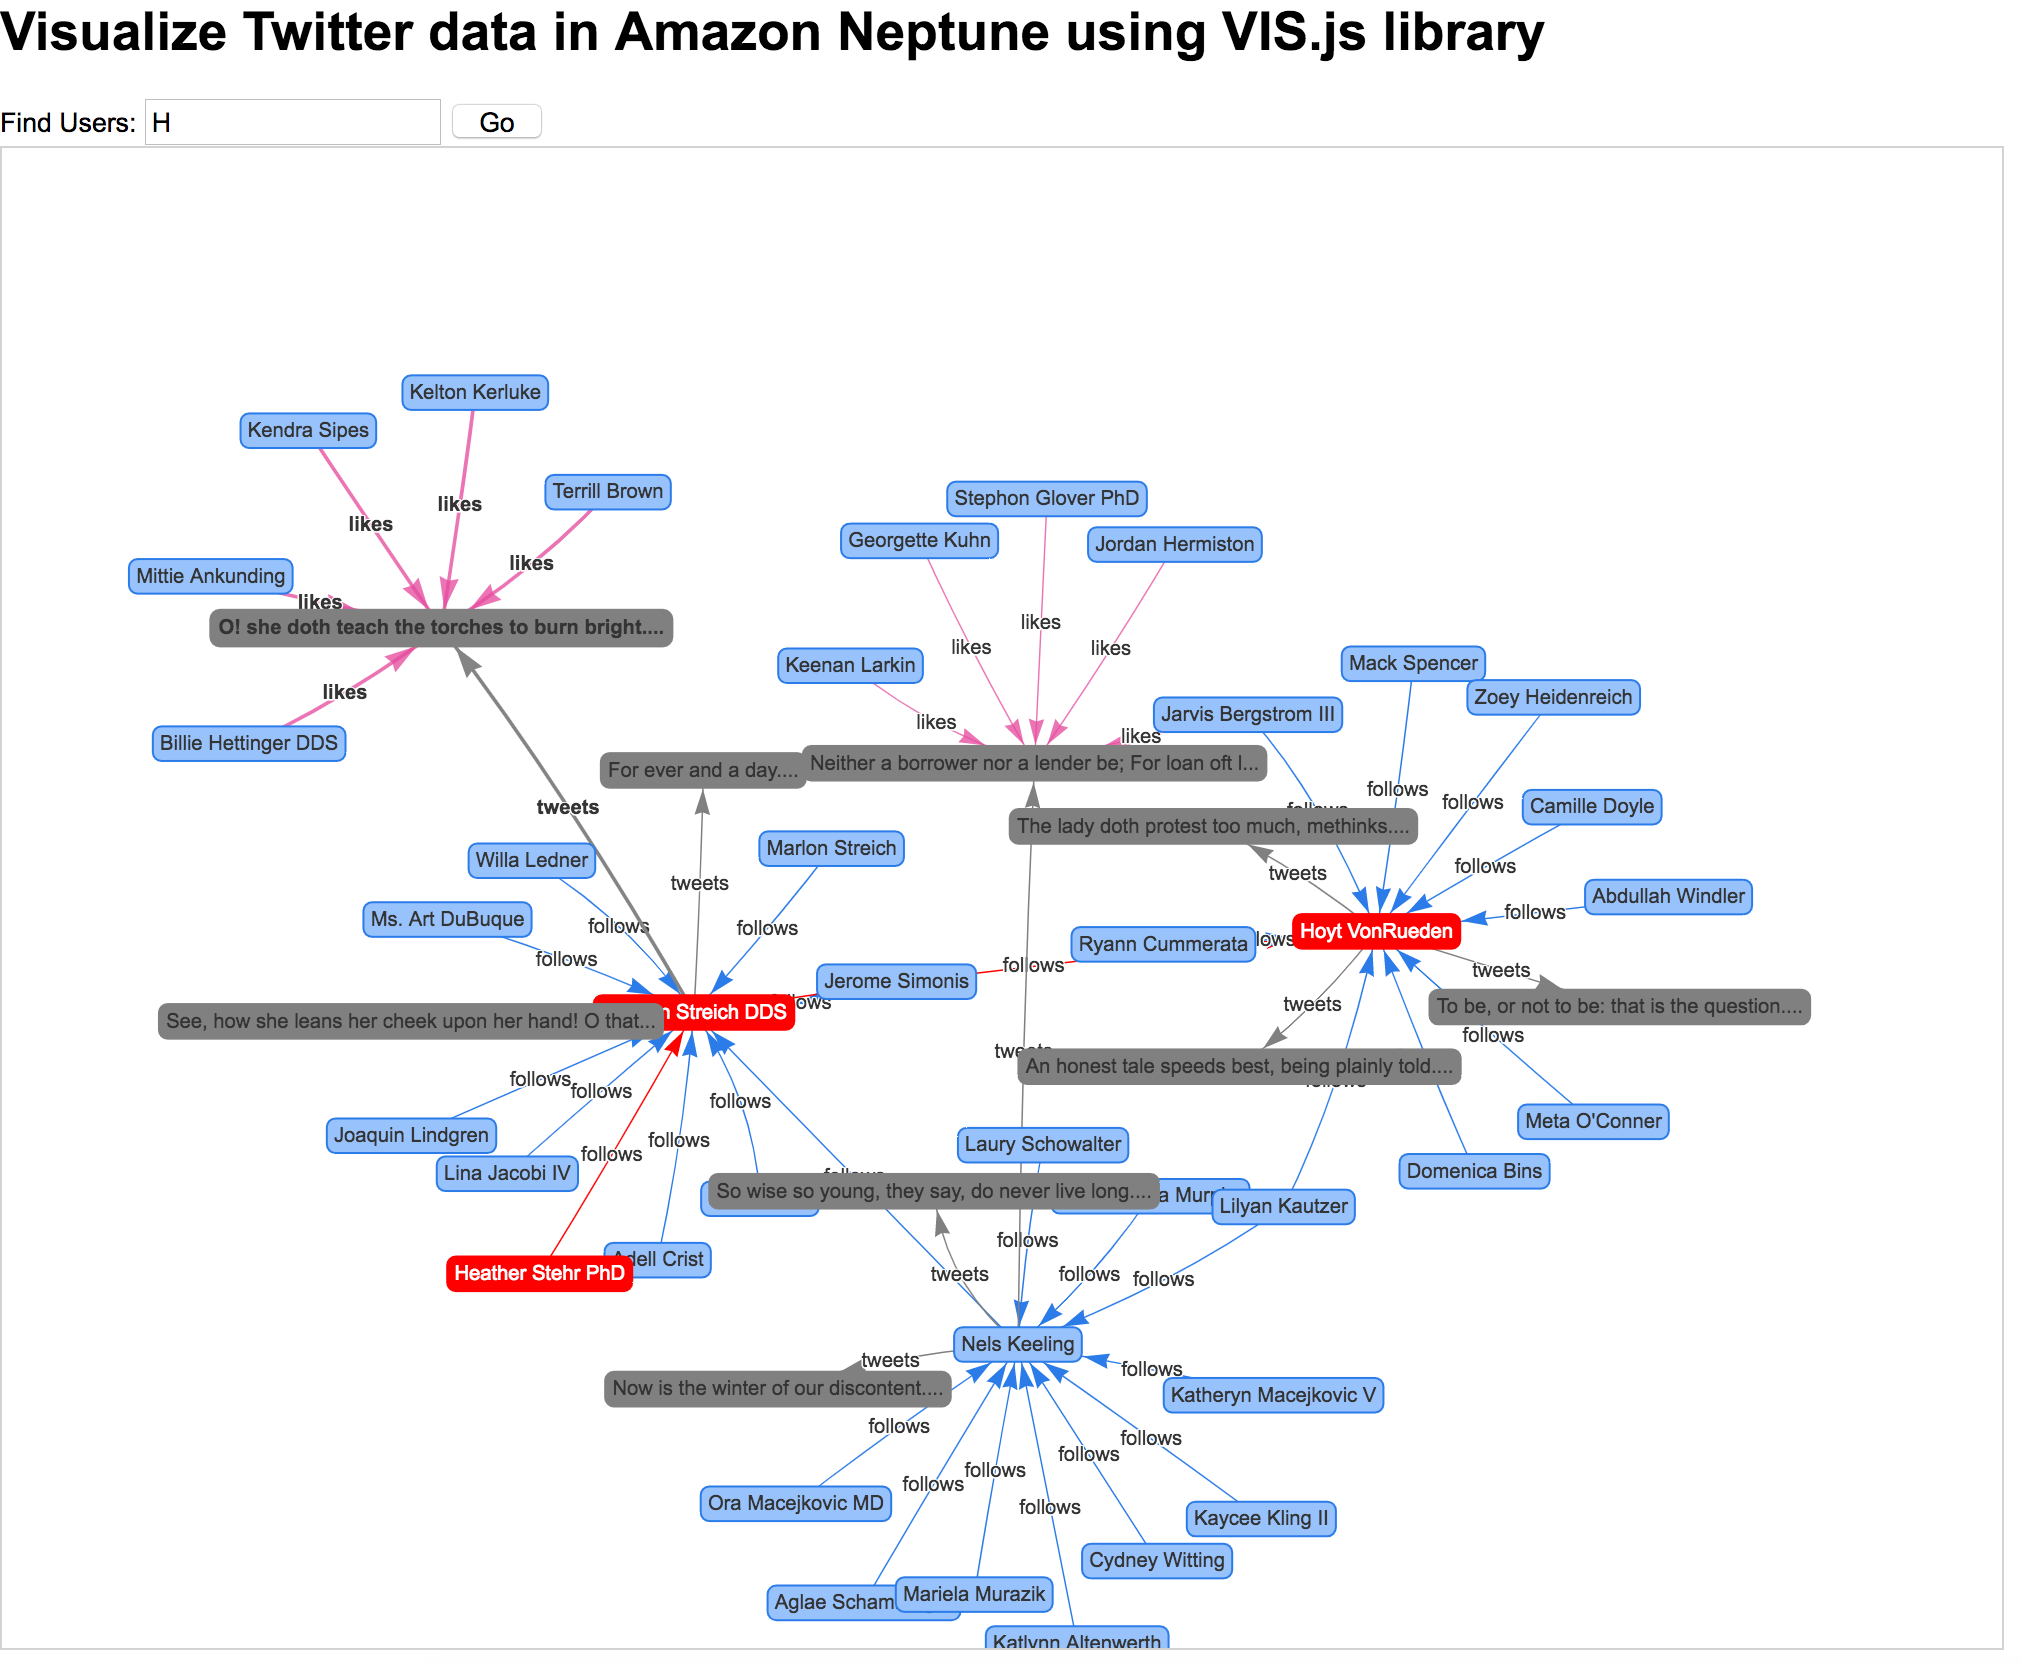 Visualize Twitter data in Amazon Neptune using VIS.js library
Find Users: H Go
Kelton Kerluke
Kendra Sipes
Terrill Brown
Stephon Glover PhD
likes
likes
Georgette Kuhn
Jordan Hermiston
likes
Mittie Ankunding
likes
O! she doth teach the torches to burn bright....
likes
likes
likes
Keenan Larkin
Mack Spencer
likes
Zoey Heidenreich
Billie Hettinger DDS
likes
Jarvis Bergstrom III
likes
For ever and a day....
Neither a borrower nor a lender be; For loan oft l...
follows
tweets
follows
follows
Camille Doyle
The lady doth protest too much, methinks....
Willa Ledner
Marlon Streich
follows
tweets
tweets
Abdullah Windler
Ms. Art DuBuque
follows
follows
follows
Hoyt VonRueden
Ryann Cummerata
follows
follows
tweets
Jerome Simonis
tweets
To be, or not to be: that is the question....
Streich DDS
See, how she leans her cheek upon her hand! O that...
follows
tweets
An honest tale speeds best, being plainly told....
follows
follows
follows
follows
Joaquin Lindgren
Meta O'Conner
follows
follows
Laury Schowalter
Lina Jacobi IV
Domenica Bins
follows
So wise so young, they say, do never live long....
Lilyan Kautzer
follows
Adell Crist
Heather Stehr PhD
tweets
follows
follows
Nels Keeling
tweets
follows
Now is the winter of our discontent....
Katheryn Macejkovic V
follows
follows
follows
follows
follows
Ora Macejkovic MD
follows
Kaycee Kling II
Cydney Witting
Aglae
Mariela Murazik
Katlynn Altenwerth